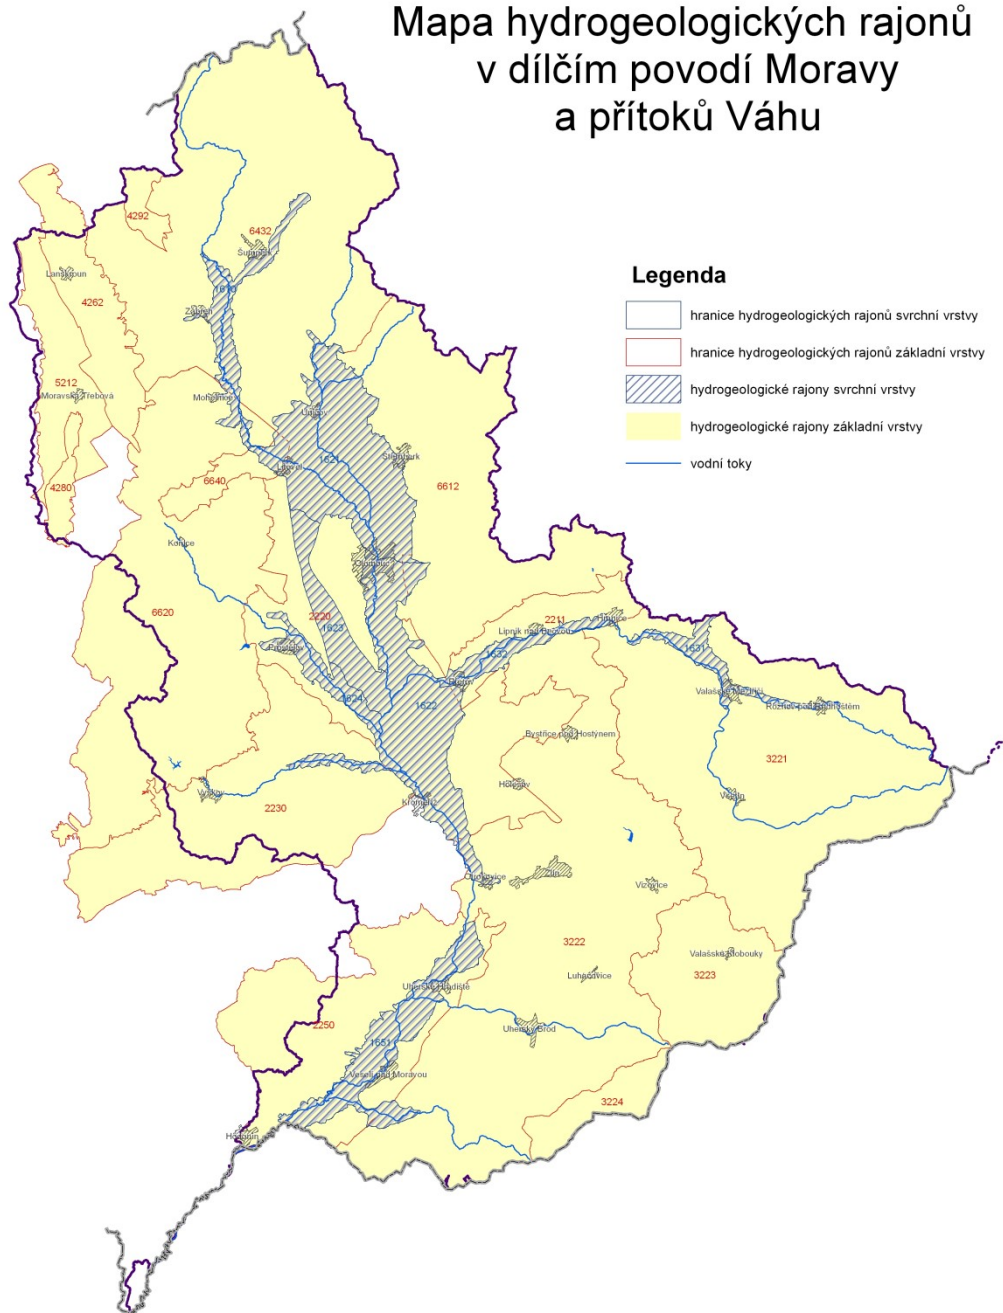 Mapa hydrogeologických rajonů
v dílčím povodí Moravy
a přítoků Váhu
4292
6432
Šumperk
Lanškroun
4262
1610
Zábřeh
Legenda
hranice hydrogeologických rajonů svrchní vrstvy
hranice hydrogeologických rajonů základní vrstvy
hydrogeologické rajony svrchní vrstvy
hydrogeologické rajony základní vrstvy
vodní toky
5212
Moravská Třebová
Mohelnice
Uničov
1621
Šternberk
Litovel
4280
6640
6612
Konice
Olomouc
6620
2220
1623
2211
Hranice
Lipník nad Bečvou
1632
1631
Prostějov
Přerov
1624
1622
Valašské Meziříčí
Rožnov pod Radhoštěm
Bystřice pod Hostýnem
3221
Holešov
Vsetín
Vyškov
2230
Kroměříž
Otrokovice
Zlín
Vizovice
3222
Valašské Klobouky
3223
Luhačovice
Uherské Hradiště
2250
Uherský Brod
1651
Veselí nad Moravou
3224
Hodonín